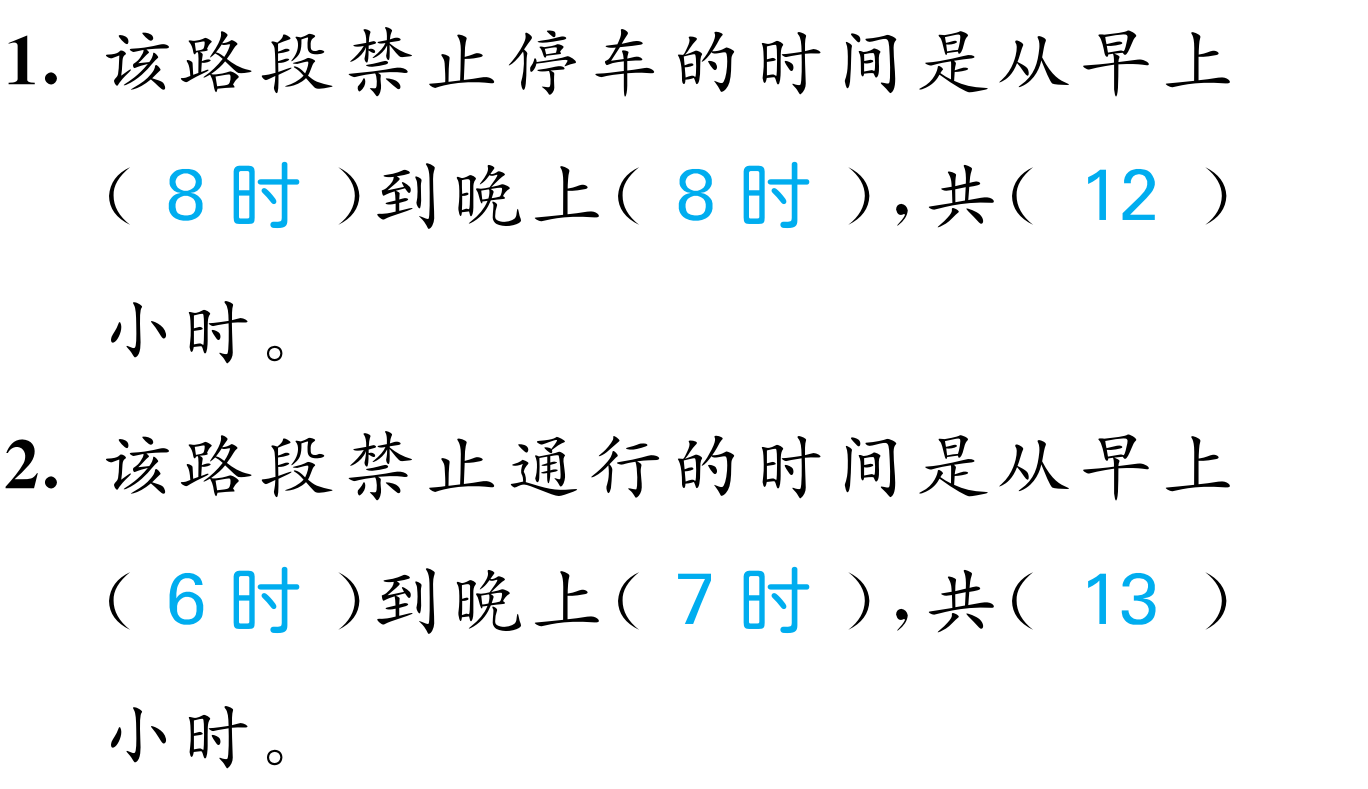 1. 该路段禁止停车的时间是从早上
( 8时 )到晚上( 8时 ),共( 12 )
小时。
2. 该路段禁止通行的时间是从早上
( 6时 )到晚上( 7时 ),共( 13 )
小时。